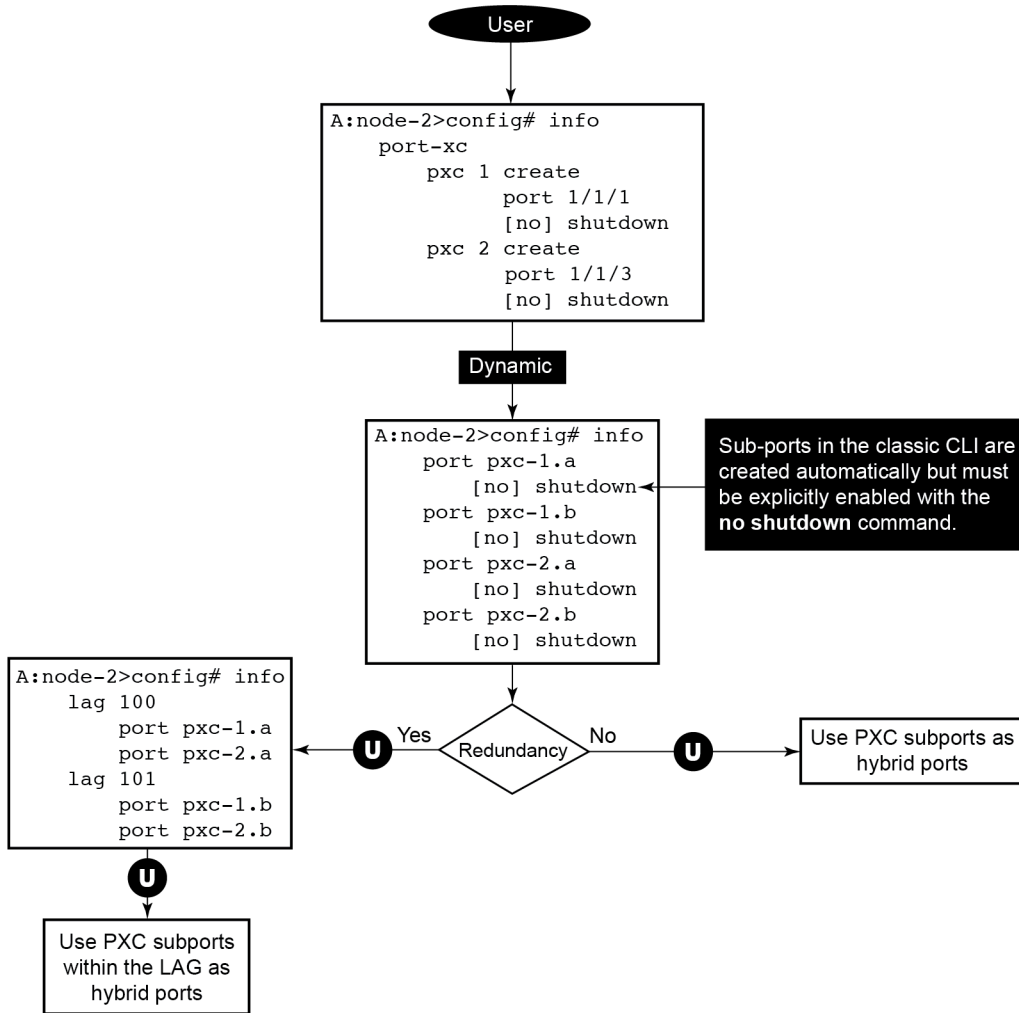 User
A:node-2>config# info
port-xc
pxc 1 create
port 1/1/1
[no] shutdown
pxc 2 create
port 1/1/3
[no] shutdown
Dynamic
A:node-2>config# info
port pxc-1.a
[no] shutdown
port pxc-1.b
[no] shutdown
port pxc-2.a
[no] shutdown
port pxc-2.b
[no] shutdown
Sub-ports in the classic CLI are
created automatically but must
be explicitly enabled with the
no shutdown command.
A:node-2>config# info
lag 100
port pxc-1.a
port pxc-2.a
lag 101
port pxc-1.b
port pxc-2.b
U
Yes
Redundancy
No
U
Use PXC subports as
hybrid ports
U
Use PXC subports
within the LAG as
hybrid ports